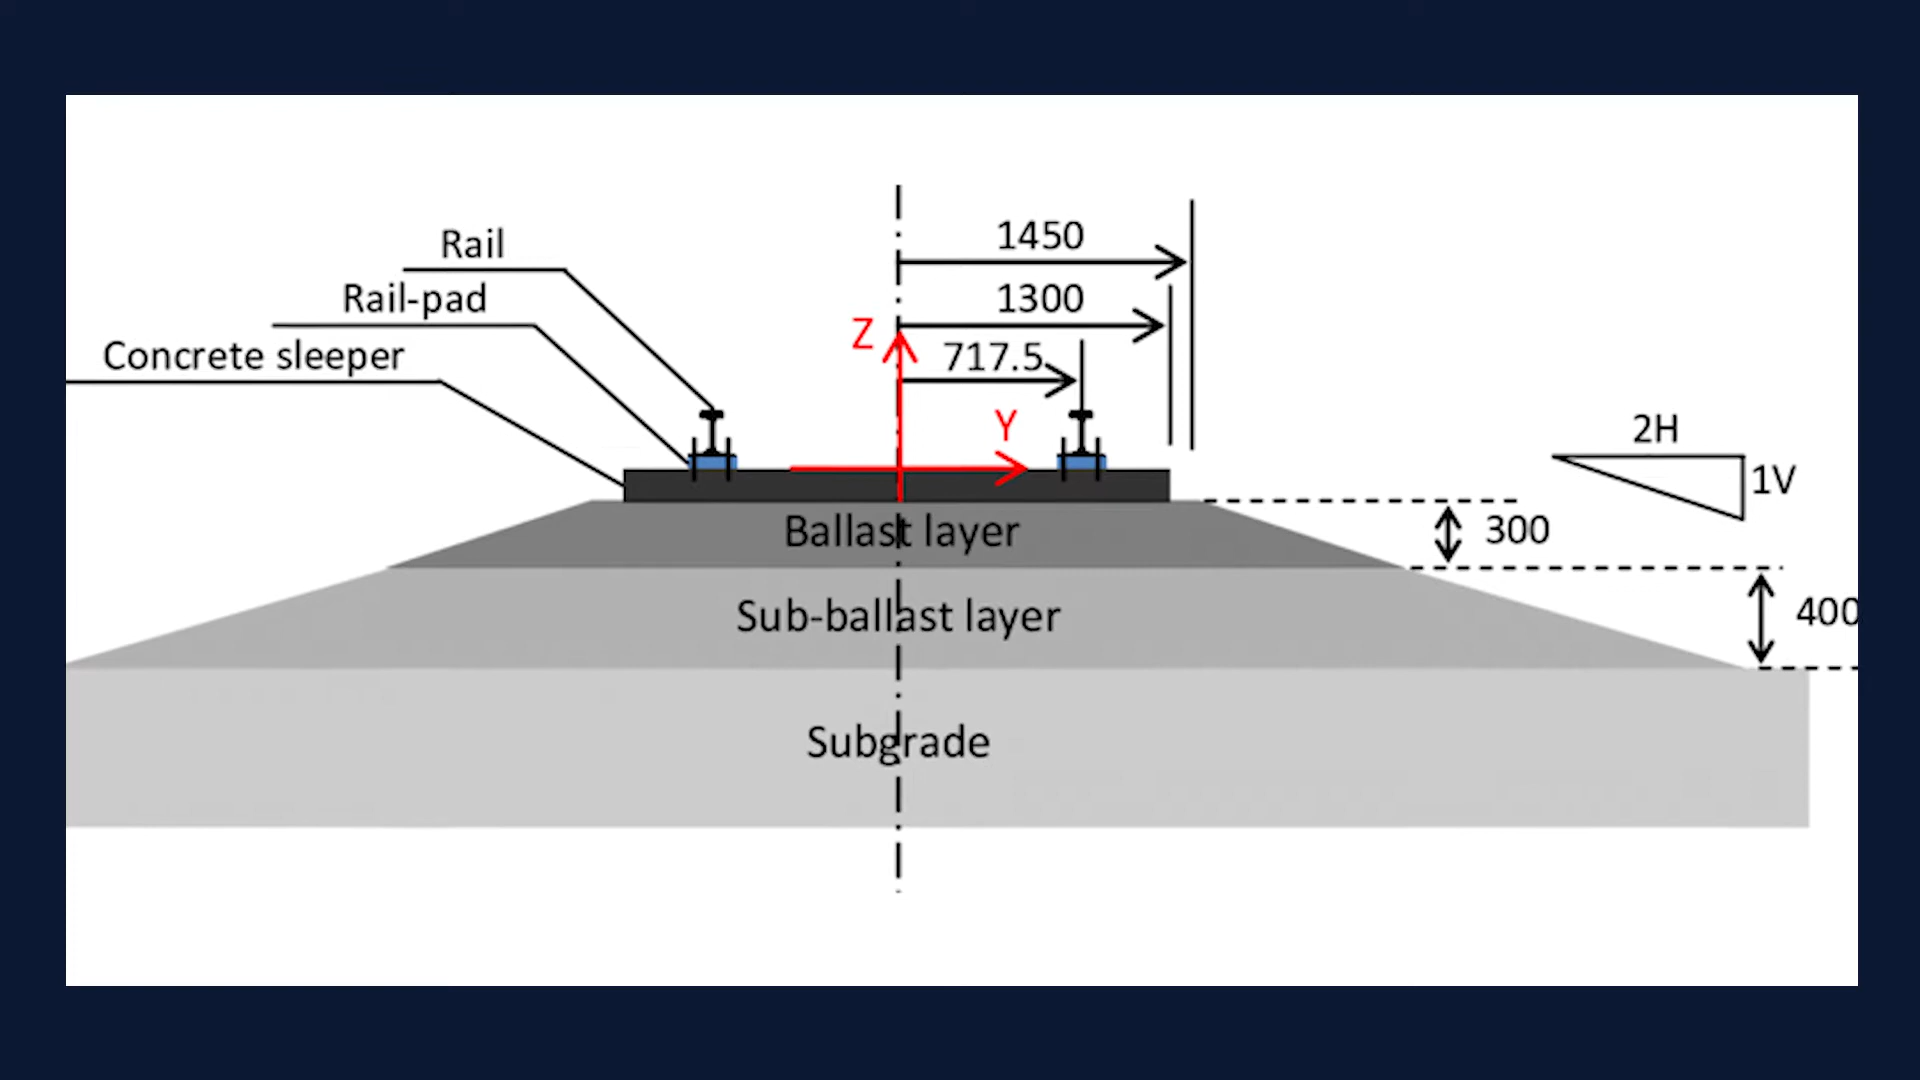 Rail
Rail-pad
Concrete sleeper
1450
1300
Z
717.5
Y
2H
1V
Ballast layer
300
Sub-ballast layer
400
Subgrade